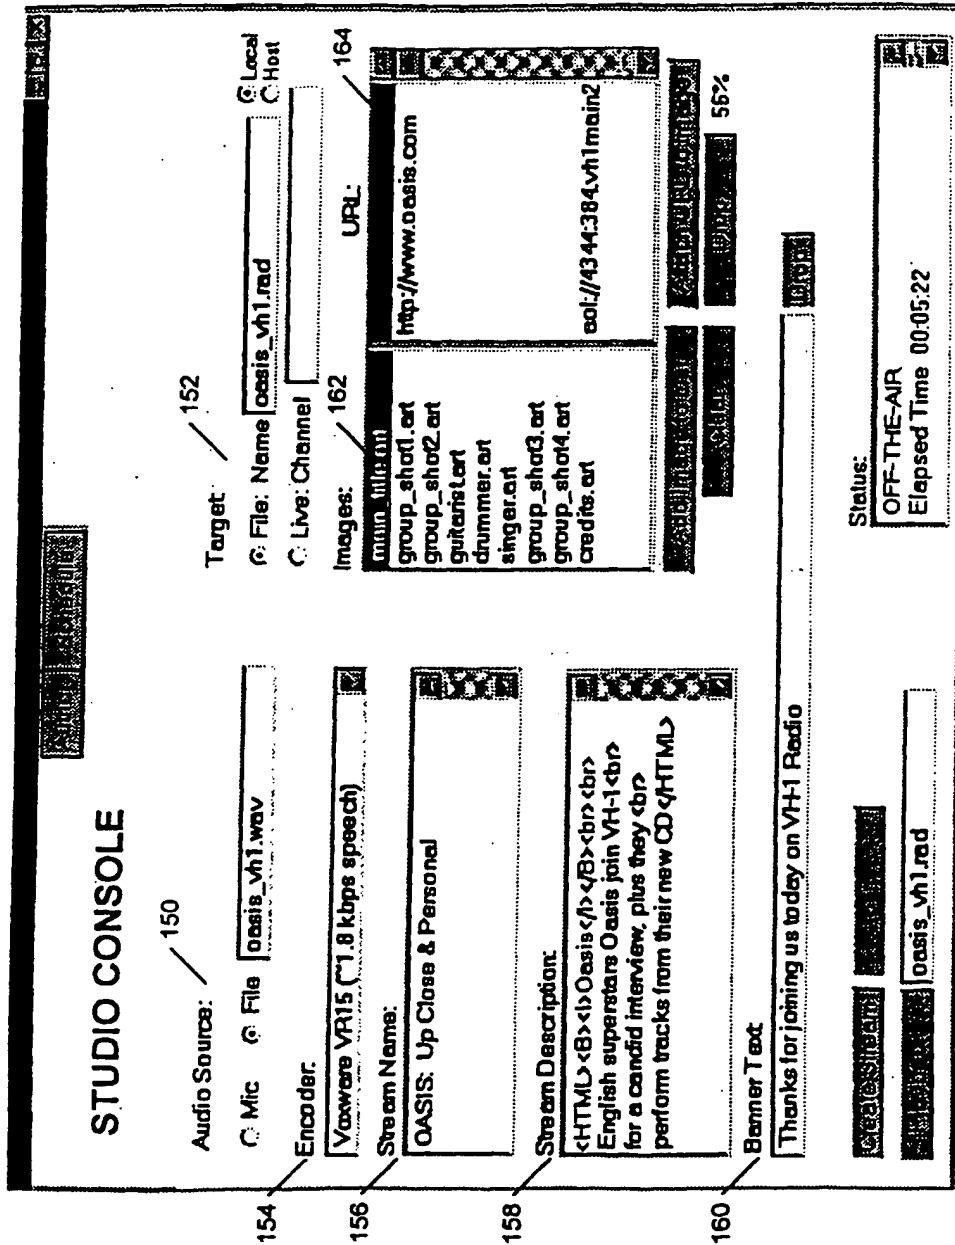 STUDIO CONSOLE
Audio Source:
150
Mic
File
oasis_vh1.wav
154
Encoder:
Voxware VR15 (~1.8 kbps speech)
156
Stream Name:
OASIS: Up Close & Personal
158
Stream Description:
<HTML><B><I>Oasis</I></B><br><br>
English superstars Oasis join VH-1<br>
for a candid interview, plus they <br>
perform tracks from their new CD</HTML>
160
Banner Text
Thanks for joining us today on VH-1 Radio
Create Stream
oasis_vh1.rad
Target
152
File: Name
oasis_vh1.rad
Local
Host
Live: Channel
Images:
162
URL:
164
main_title.art
group_shot1.art
group_shot2.art
guitarist.art
drummer.art
singer.art
group_shot3.art
group_shot4.art
credits.art
http://www.oasis.com
aol://4344:384.vh1main2
56%
Status:
OFF-THE-AIR
Elapsed Time 00:05:22